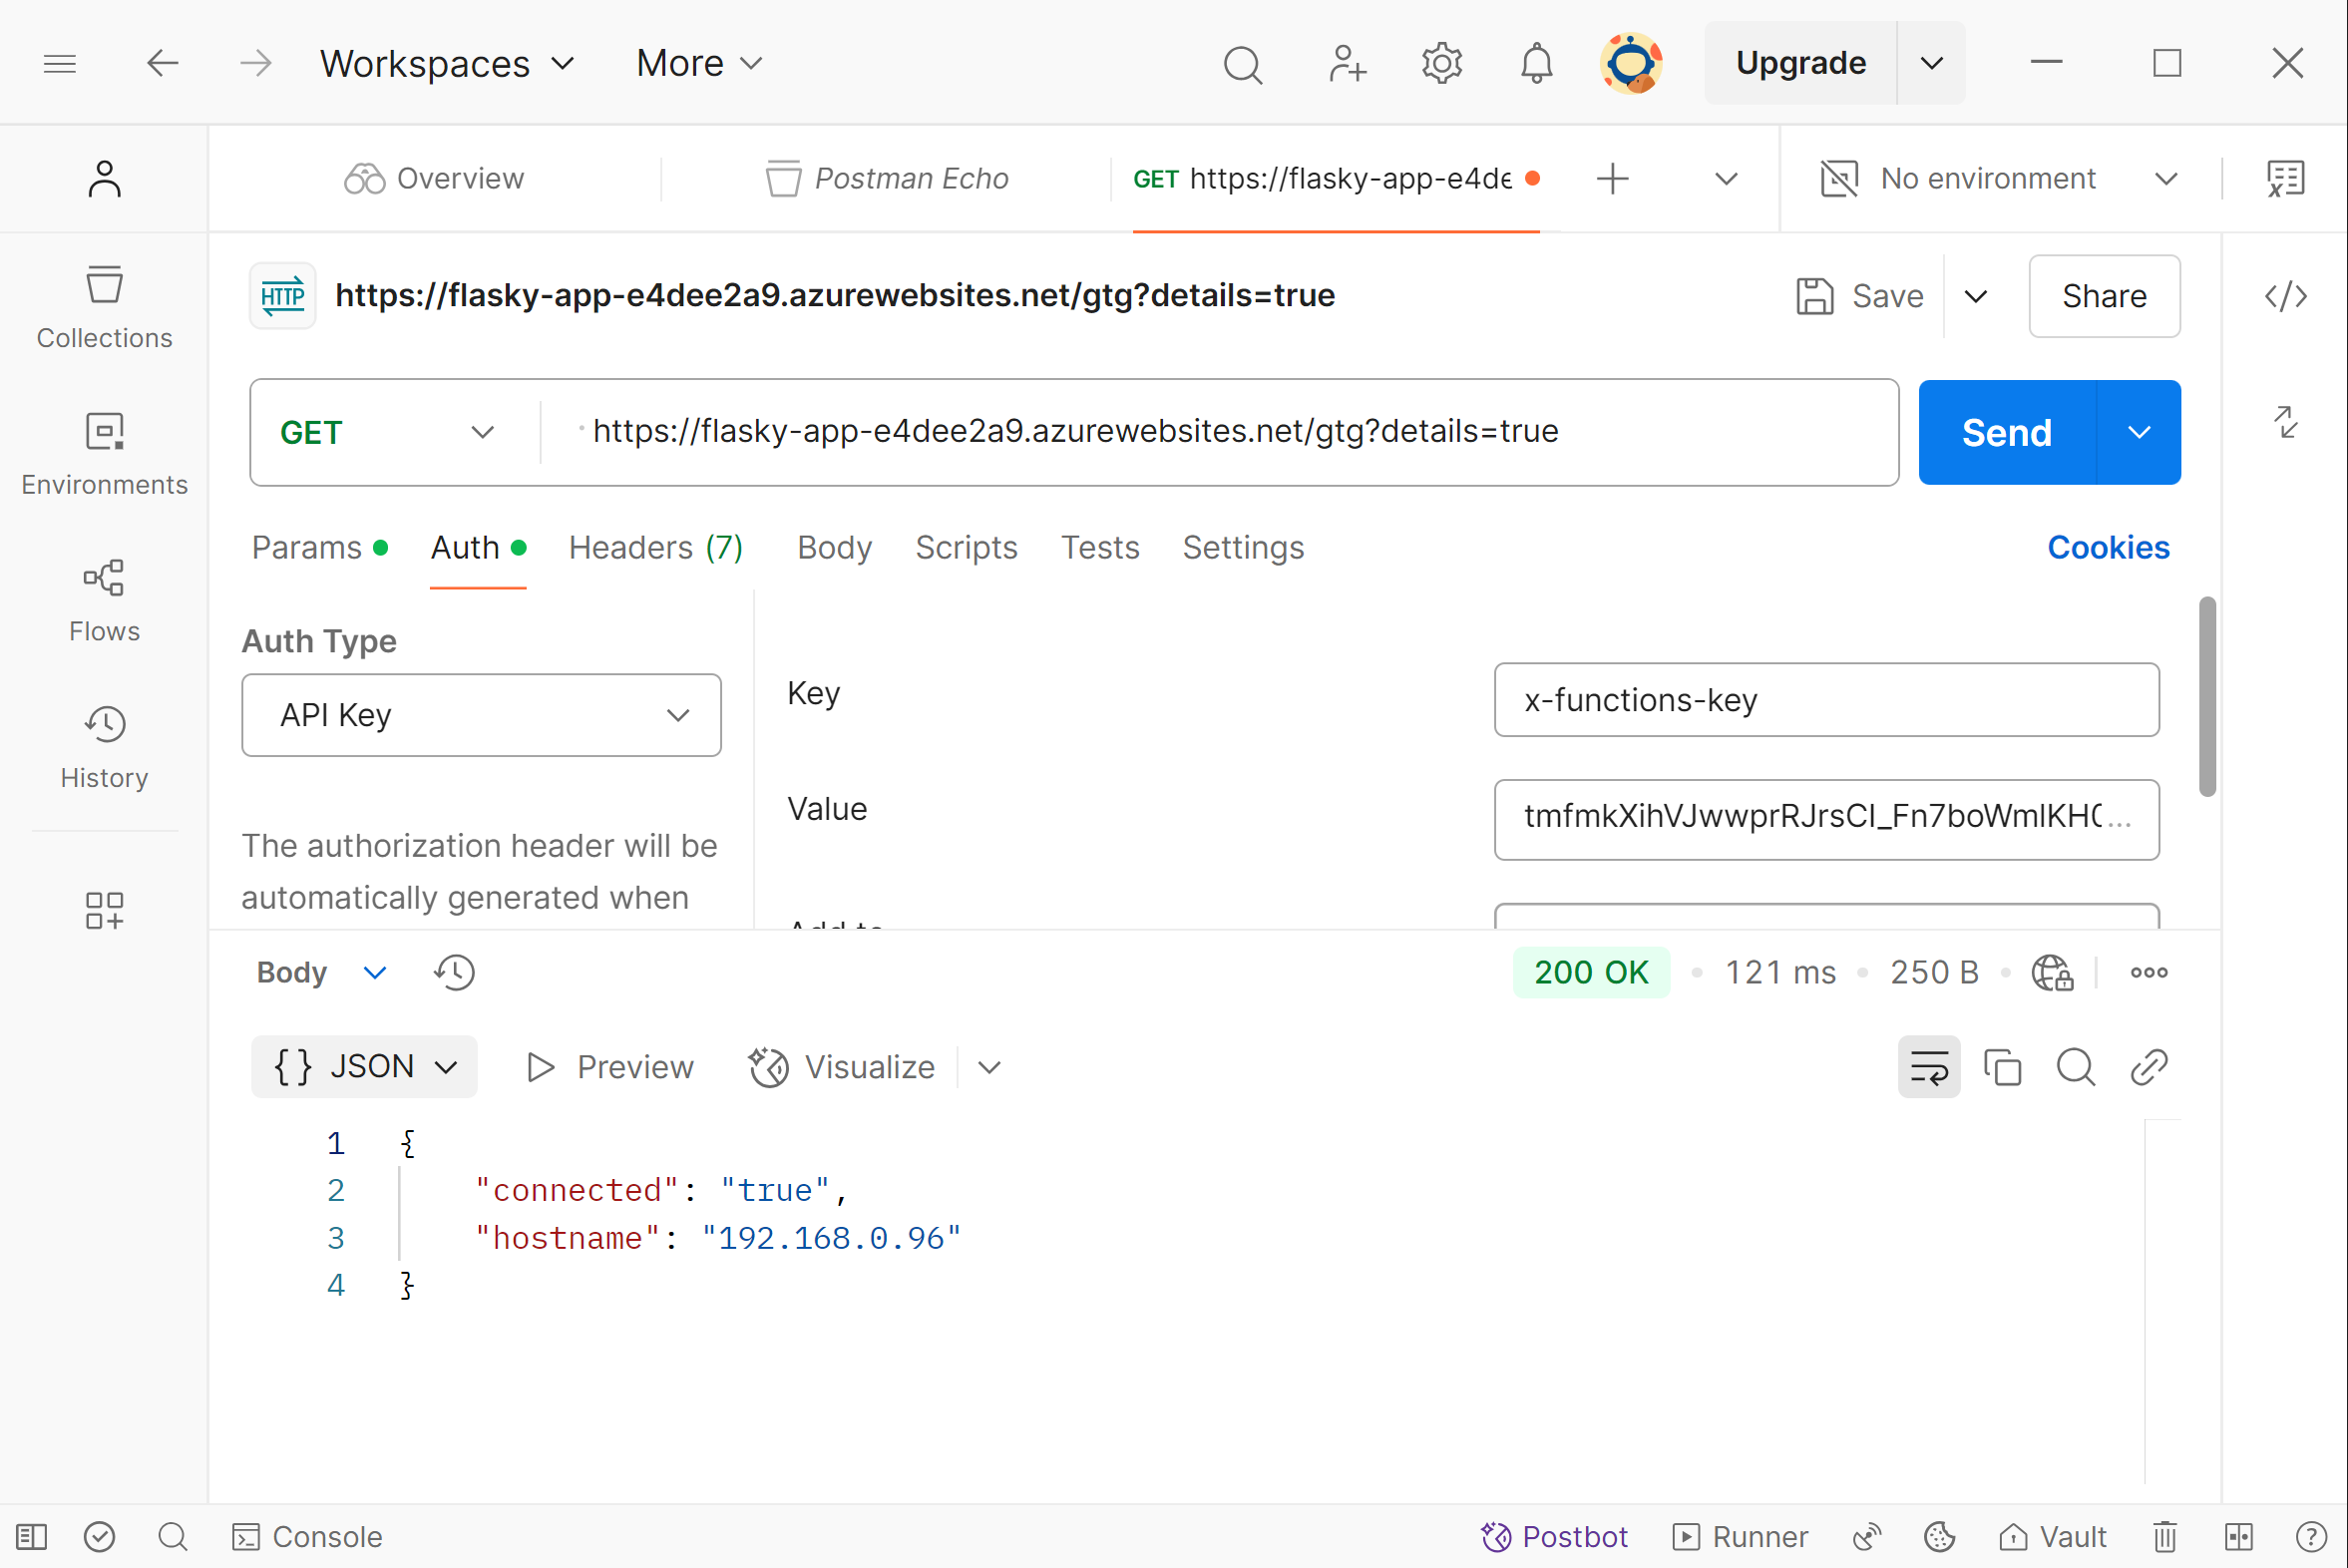 Workspaces More Upgrade
Overview Postman Echo GET https://flasky-app-e4de No environment
HTTP https://flasky-app-e4dee2a9.azurewebsites.net/gtg?details=true Save Share
Collections
GET https://flasky-app-e4dee2a9.azurewebsites.net/gtg?details=true Send
Environments
Params Auth Headers (7) Body Scripts Tests Settings Cookies
Flows
Auth Type
API Key
Key x-functions-key
History
Value
The authorization header will be
automatically generated when
Body 200 OK 121 ms 250 B
{} JSON Preview Visualize
1 {
2 "connected": "true",
3 "hostname": "192.168.0.96"
4 }
Console Postbot Runner Vault